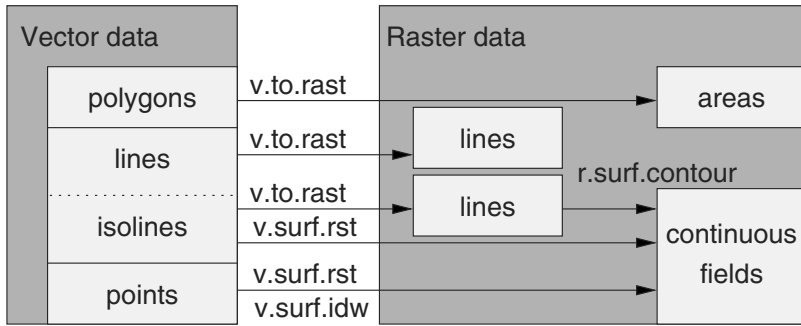 Vector data
Raster data
polygons
v.to.rast
areas
lines
v.to.rast
lines
v.to.rast
lines
r.surf.contour
isolines
v.surf.rst
continuous
fields
points
v.surf.rst
v.surf.idw